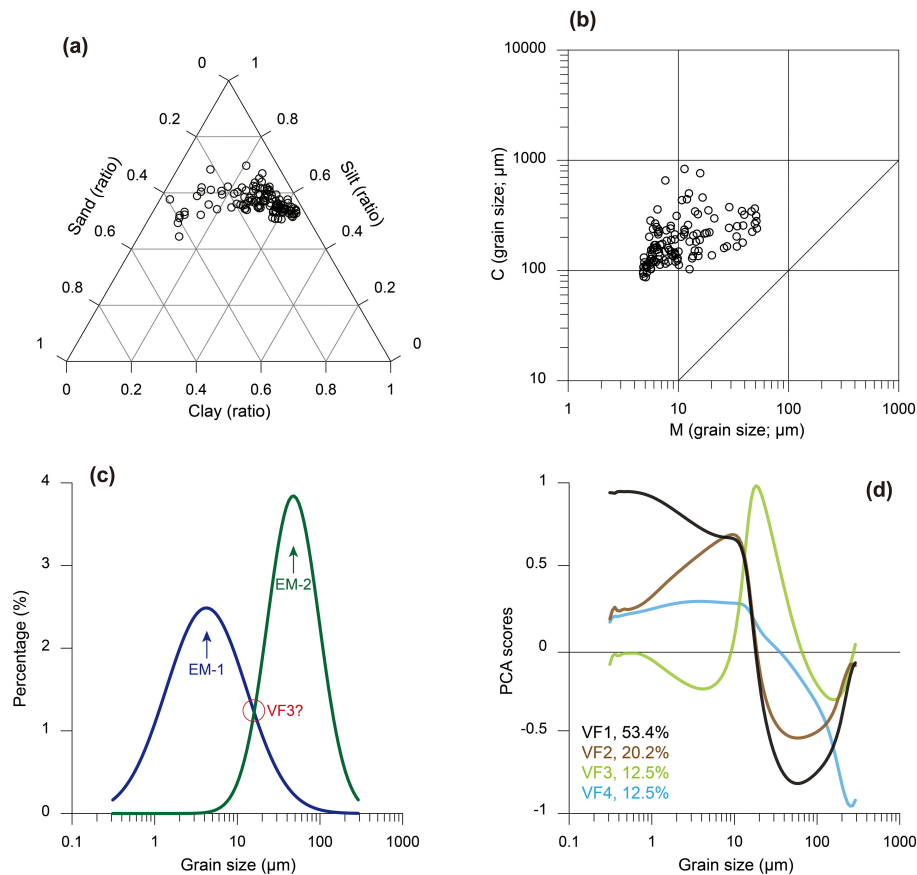 (a)
0 1
0.2 0.8
0.4 0.6
Sand (ratio)
Silt (ratio)
0.6 0.4
0.8 0.2
1 0
0 0.2 0.4 0.6 0.8 1
Clay (ratio)
(b)
10000
1000
100
10
C (grain size; µm)
1 10 100 1000
M (grain size; µm)
(c)
4
3
2
1
0
Percentage (%)
EM-2
EM-1
VF3?
0.1 1 10 100 1000
Grain size (µm)
(d)
1
0.5
0
-0.5
-1
PCA scores
VF1, 53.4%
VF2, 20.2%
VF3, 12.5%
VF4, 12.5%
0.1 1 10 100 1000
Grain size (µm)